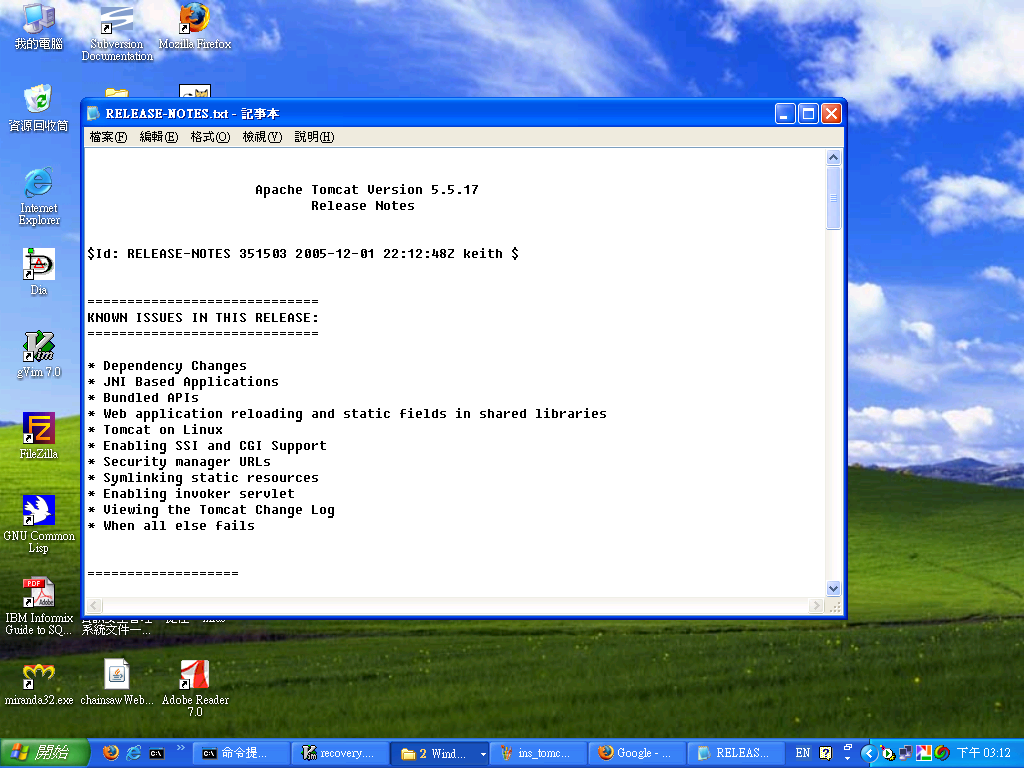 我的電腦
Subversion
Documentation
Mozilla Firefox
資源回收筒
Internet
Explorer
Dia
gVim 7.0
FileZilla
GNU Common
Lisp
IBM Informix
Guide to SQ...
系統文件一...
miranda32.exe
chainsawWeb...
Adobe Reader
7.0
RELEASE-NOTES.txt - 記事本
檔案(F) 編輯(E) 格式(O) 檢視(V) 說明(H)
Apache Tomcat Version 5.5.17
Release Notes
$Id: RELEASE-NOTES 351503 2005-12-01 22:12:48Z keith $
=============================
KNOWN ISSUES IN THIS RELEASE:
=============================
* Dependency Changes
* JNI Based Applications
* Bundled APIs
* Web application reloading and static fields in shared libraries
* Tomcat on Linux
* Enabling SSI and CGI Support
* Security manager URLs
* Symlinking static resources
* Enabling invoker servlet
* Viewing the Tomcat Change Log
* When all else fails
===================
開始 命令提... recovery.... 2 Wind... ins_tomc... Google - ... RELEAS... EN 下午 03:12